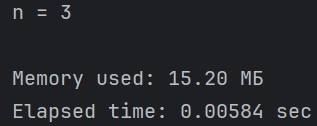 n = 3
Memory used: 15.20 МБ
Elapsed time: 0.00584 sec